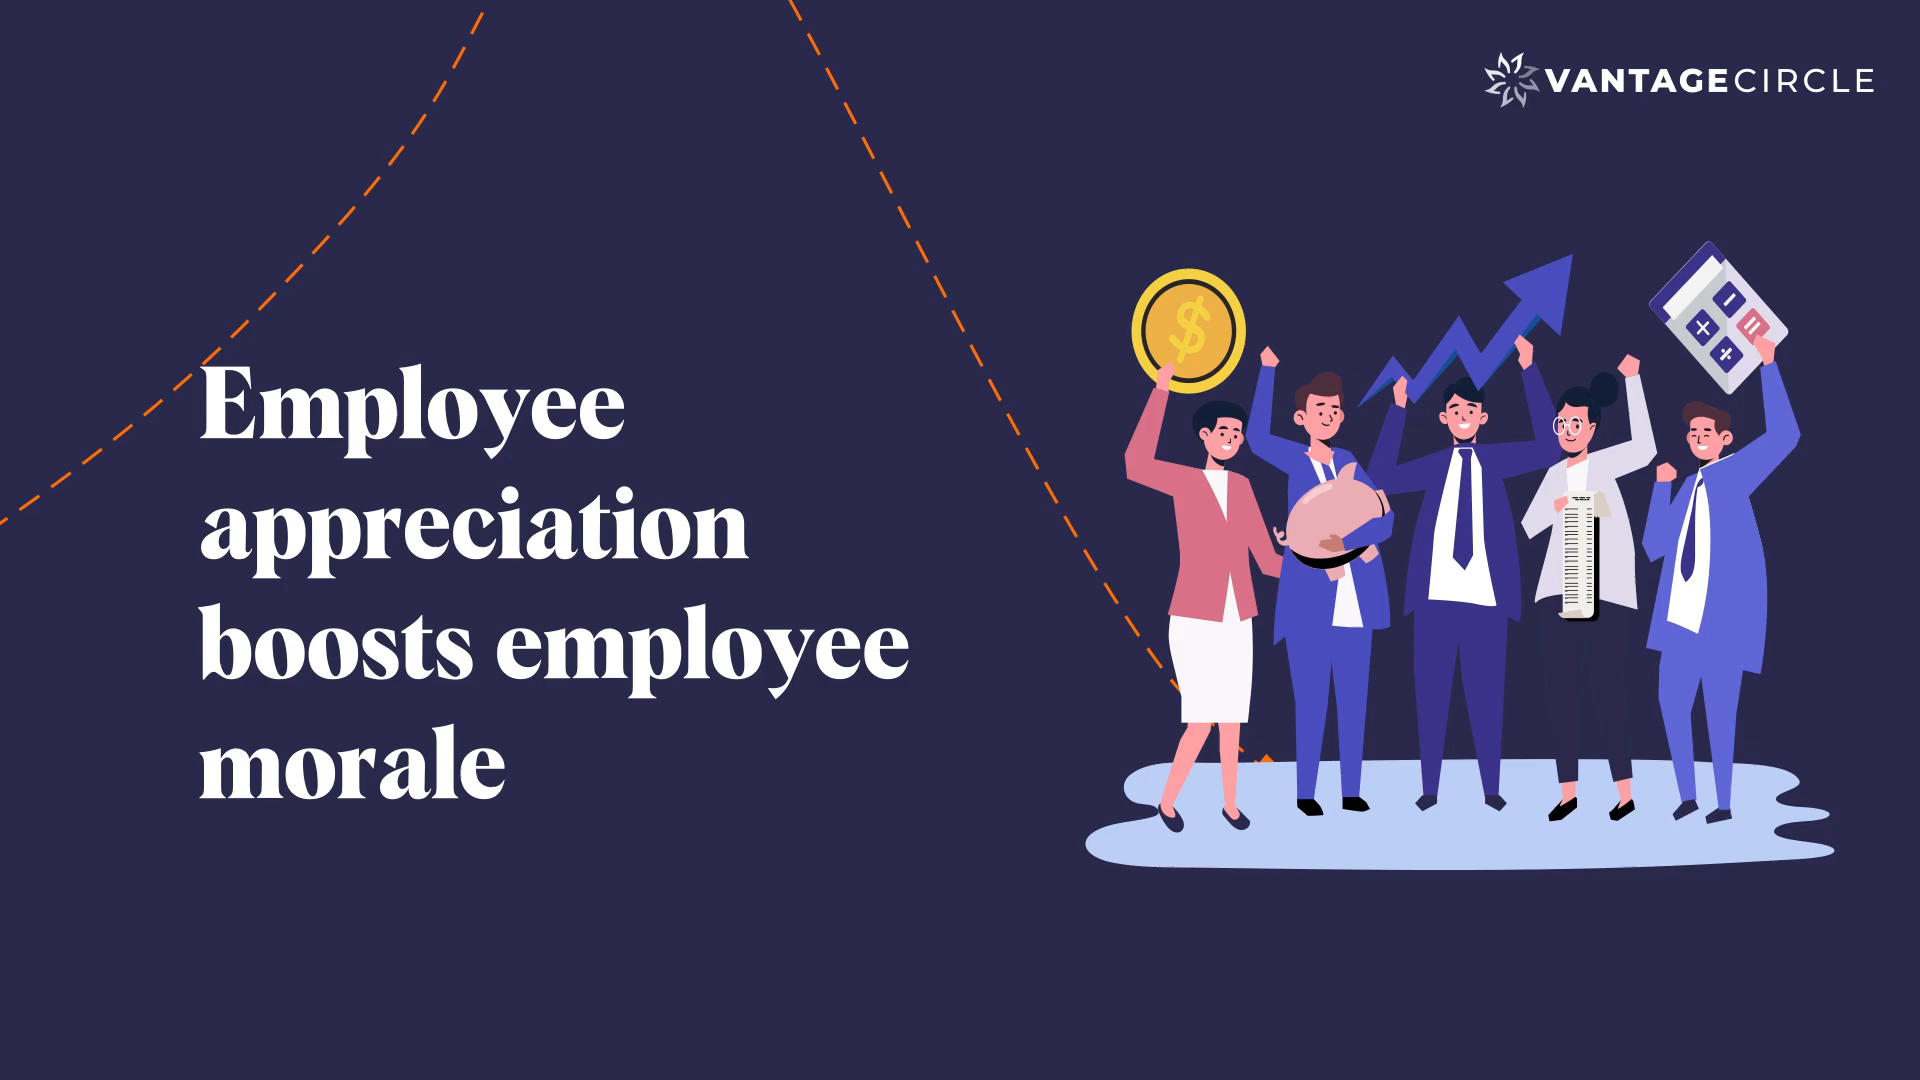 VANTAGECIRCLE
$
Employee
appreciation
boosts employee
morale